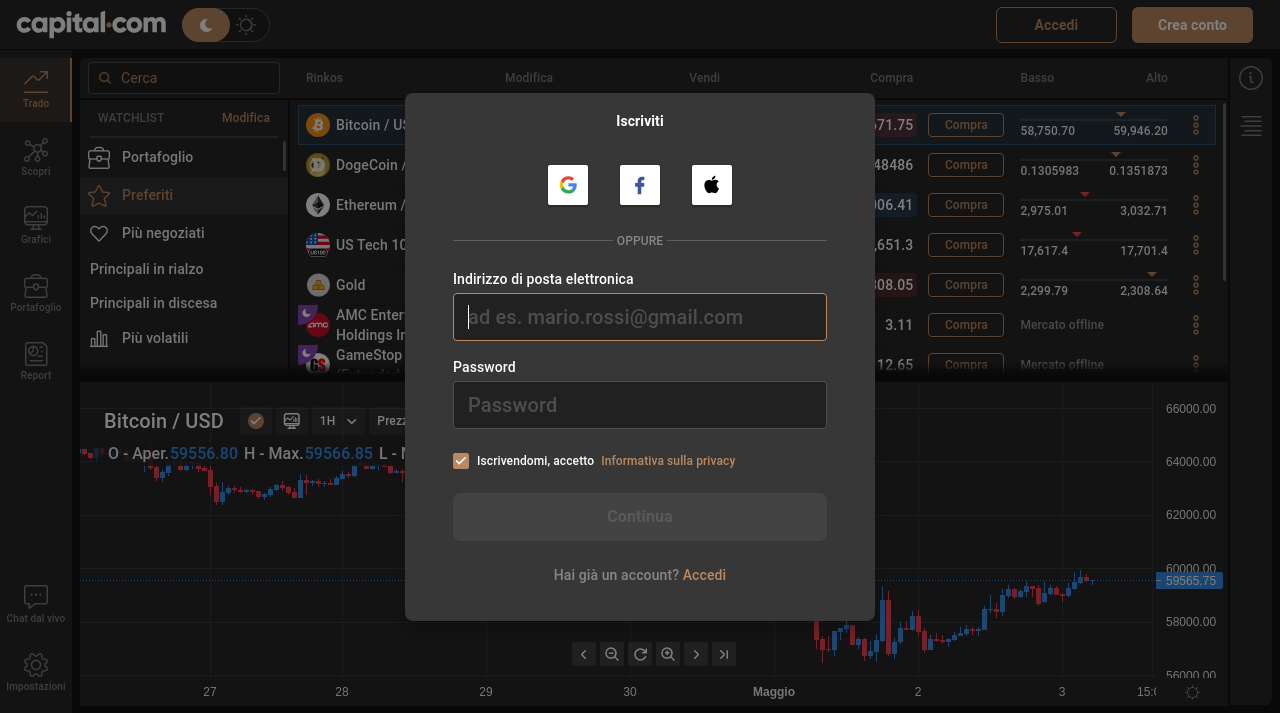 capital.com
Accedi
Crea conto
Trado
Scopri
Grafici
Portafoglio
Report
Chat dal vivo
Impostazioni
Cerca
WATCHLIST
Modifica
Portafoglio
Preferiti
Più negoziati
Principali in rialzo
Principali in discesa
Più volatili
Rinkos
Modifica
Vendi
Compra
Basso
Alto
Bitcoin /
71.75
Compra
58,750.70
59,946.20
DogeCoin /
48486
Compra
0.1305983
0.1351873
Ethereum /
06.41
Compra
2,975.01
3,032.71
US Tech 10
,651.3
Compra
17,617.4
17,701.4
Gold
08.05
Compra
2,299.79
2,308.64
AMC Enter
Holdings In
3.11
Mercato offline
GameStop
12.65
Mercato offline
Iscriviti
OPPURE
Indirizzo di posta elettronica
ad es. mario.rossi@gmail.com
Password
Password
Iscrivendomi, accetto Informativa sulla privacy
Continua
Hai già un account? Accedi
Bitcoin / USD
1H
Prezz
O - Aper.59556.80 H - Max.59566.85 L - M
66000.00
64000.00
62000.00
60000.00
59565.75
58000.00
56000.00
27
28
29
30
Maggio
2
3
15:0